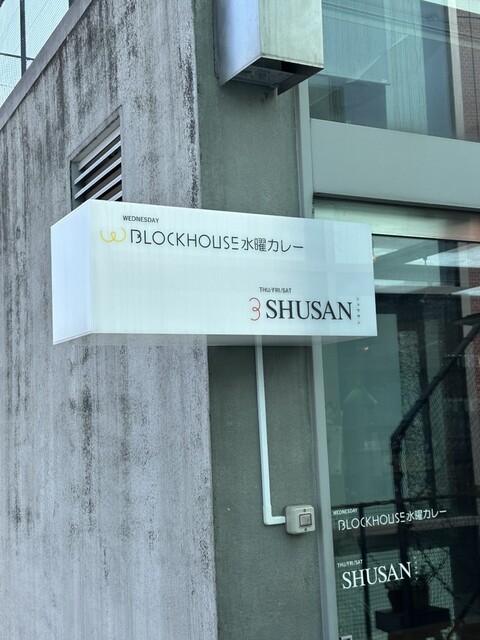 WEDNESDAY
BLOCKHOUSE水曜カレー
THU/FRI/SAT
3 SHUSAN
WEDNESDAY
BLOCKHOUSE水曜カレー
THU/FRI/SAT
SHUSAN